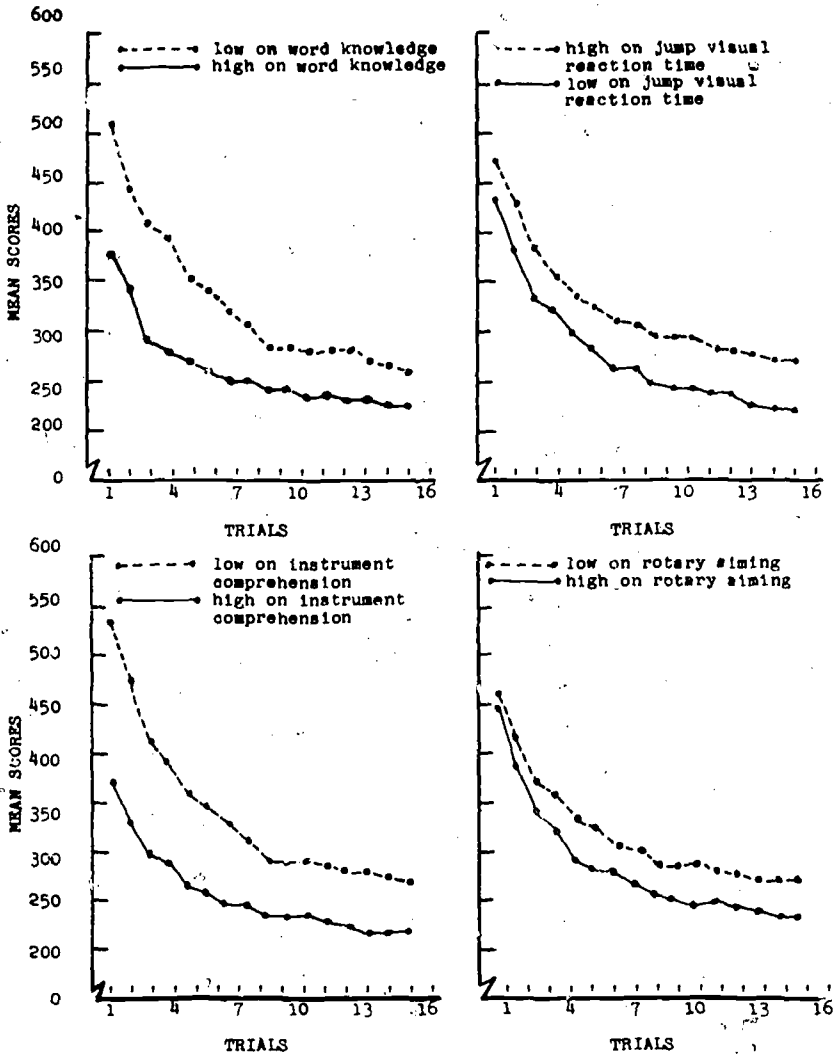 600
550
500
450
400
350
300
250
200
0
MEAN SCORES
low on word knowledge
high on word knowledge
1 4 7 10 13 16
TRIALS
high on jump visual
reaction time
low on jump visual
reaction time
1 4 7 10 13 16
TRIALS
600
550
500
450
400
350
300
250
200
0
MEAN SCORES
low on instrument
comprehension
high on instrument
comprehension
1 4 7 10 13 16
TRIALS
low on rotary aiming
high on rotary aiming
1 4 7 10 13 16
TRIALS